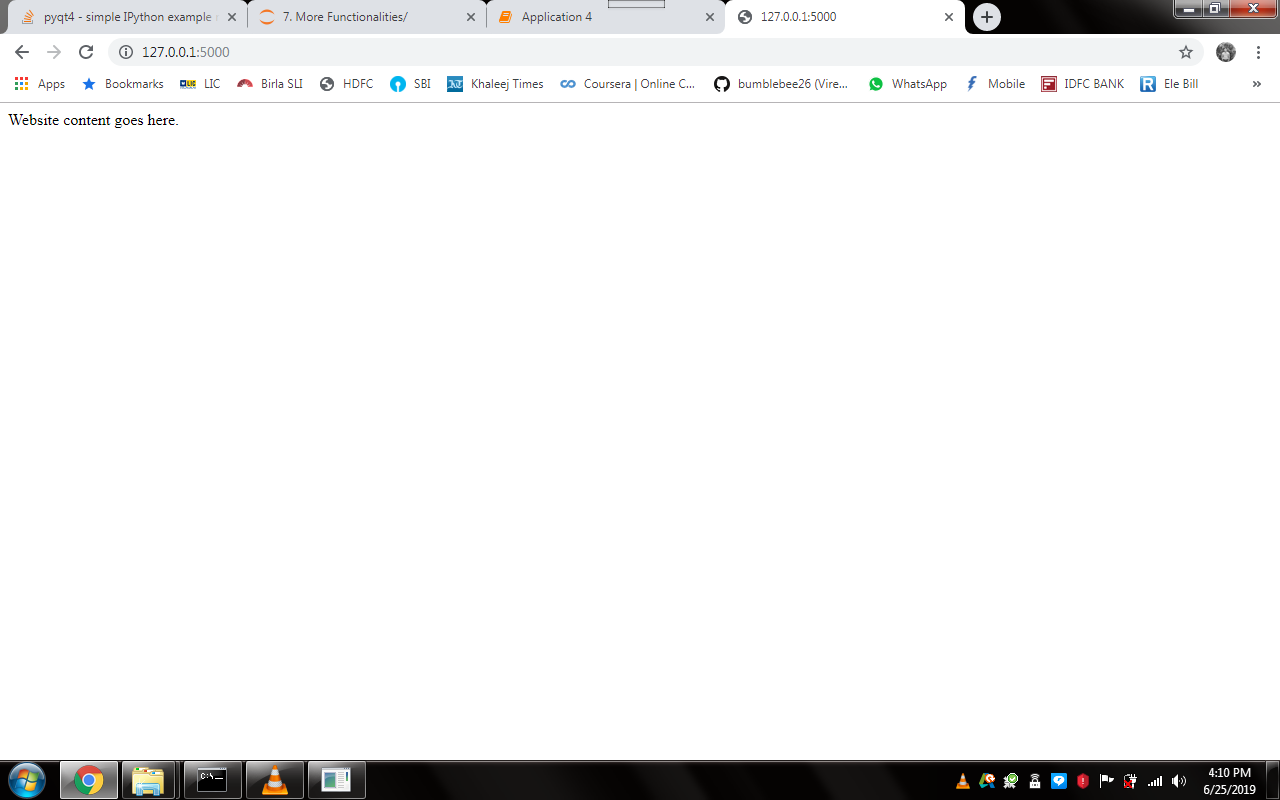 pyqt4 - simple IPython example
7. More Functionalities/
Application 4
127.0.0.1:5000
127.0.0.1:5000
Apps
Bookmarks
LIC
Birla SLI
HDFC
SBI
Khaleej Times
Coursera | Online C...
bumblebee26 (Vire...
WhatsApp
Mobile
IDFC BANK
Ele Bill
Website content goes here.
4:10 PM
6/25/2019